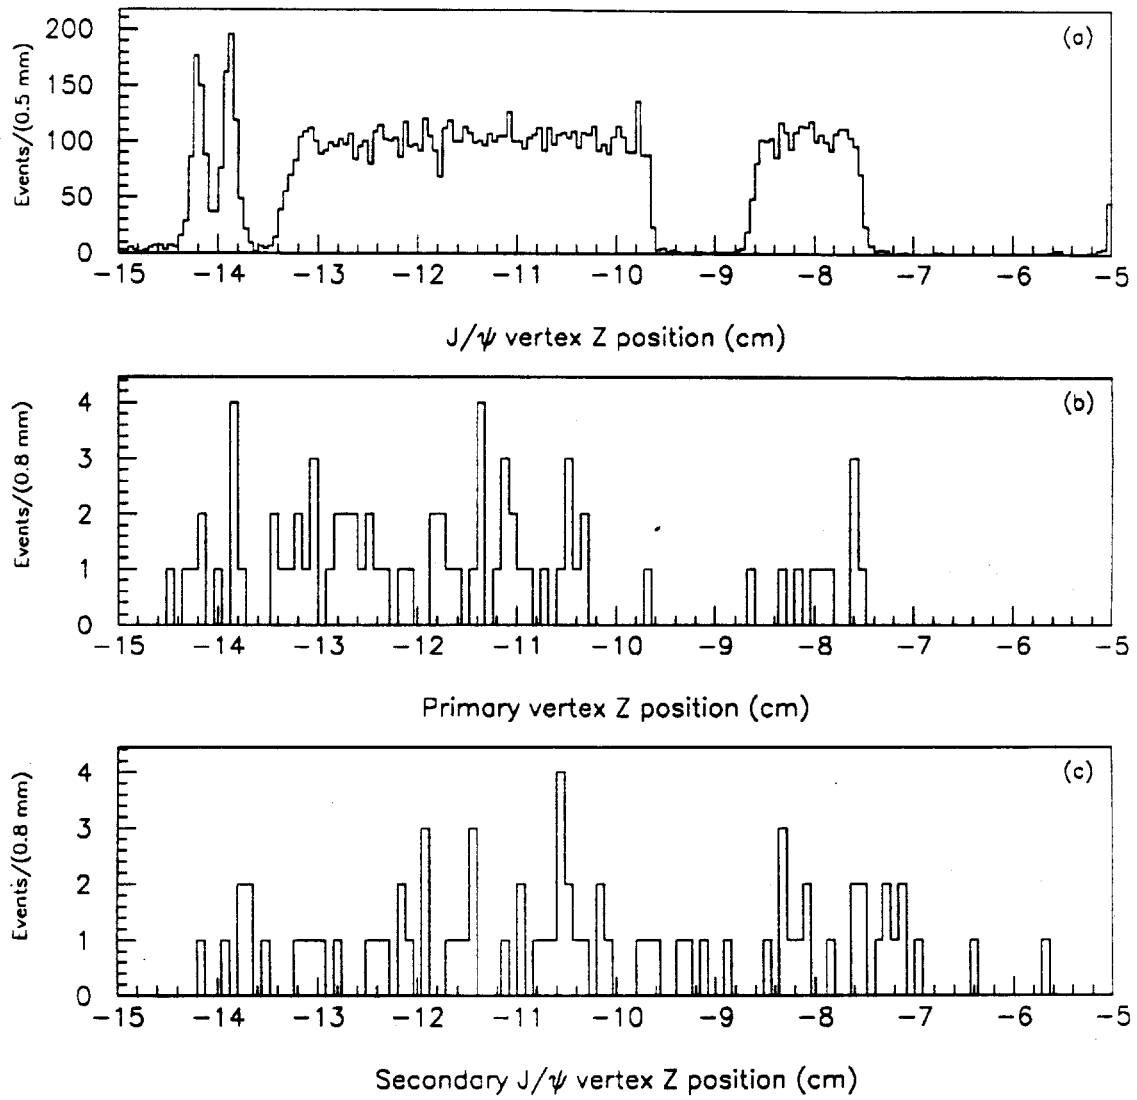 (a)
Events/(0.5 mm)
200
150
100
50
0
-15 -14 -13 -12 -11 -10 -9 -8 -7 -6 -5
J/ψ vertex Z position (cm)
(b)
Events/(0.8 mm)
4
3
2
1
0
-15 -14 -13 -12 -11 -10 -9 -8 -7 -6 -5
Primary vertex Z position (cm)
(c)
Events/(0.8 mm)
4
3
2
1
0
-15 -14 -13 -12 -11 -10 -9 -8 -7 -6 -5
Secondary J/ψ vertex Z position (cm)